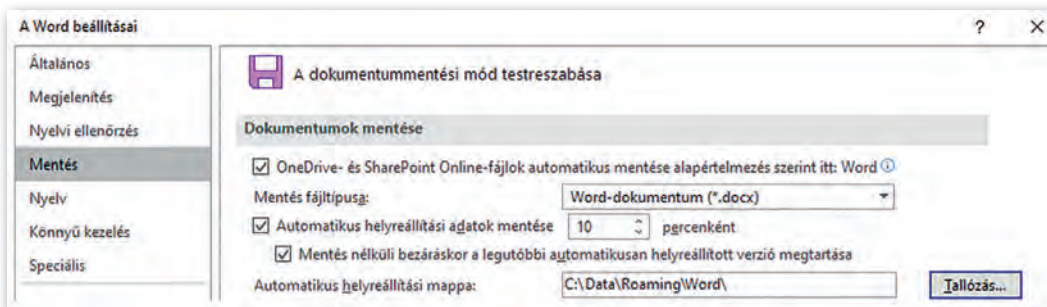 A Word beállításai ? ×
Általános
Megjelenítés
Nyelvi ellenőrzés
Mentés
Nyelv
Könnyű kezelés
Speciális
A dokumentummentési mód testreszabása
Dokumentumok mentése
OneDrive- és SharePoint Online-fájlok automatikus mentése alapértelmezés szerint itt: Word
Mentés fájltípusa: Word-dokumentum (*.docx)
Automatikus helyreállítási adatok mentése 10 percenként
Mentés nélküli bezáráskor a legutóbbi automatikusan helyreállított verzió megtartása
Automatikus helyreállítási mappa: C:\Data\Roaming\Word\ Tallózás...